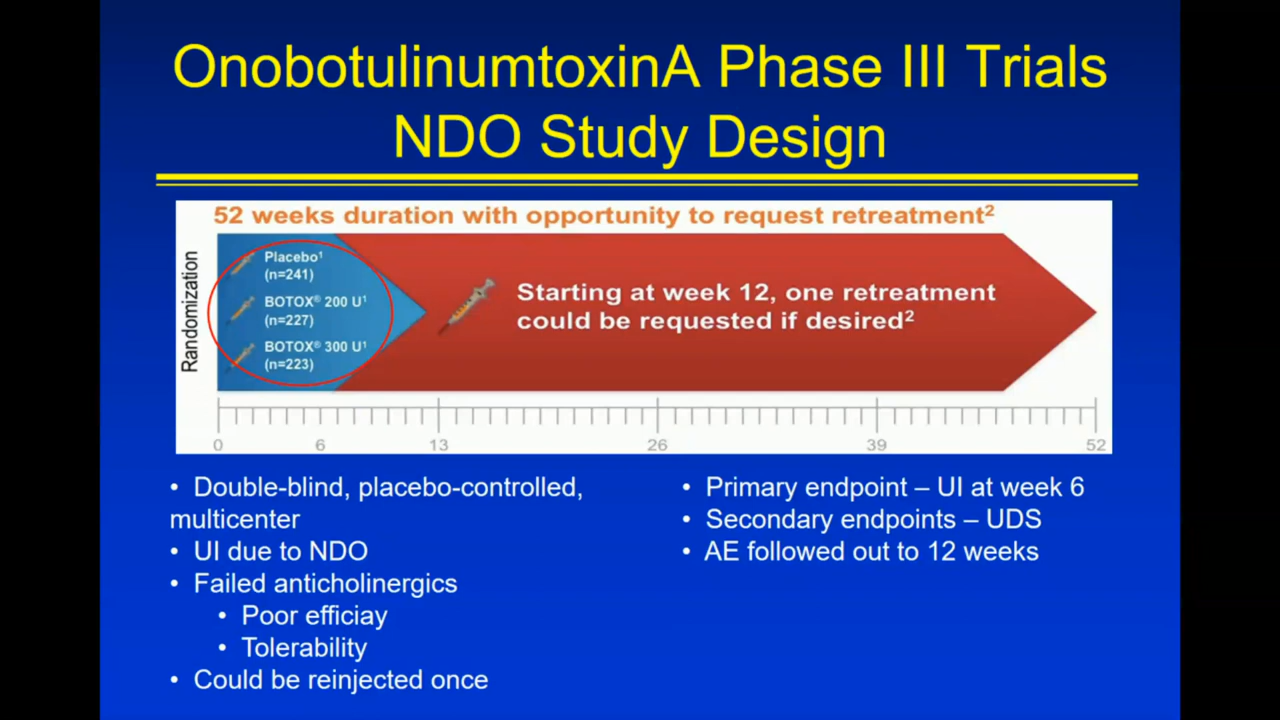 OnobotulinumtoxinA Phase III Trials
NDO Study Design
52 weeks duration with opportunity to request retreatment²
Randomization
Placebo¹
(n=241)
BOTOX® 200 U¹
(n=227)
BOTOX® 300 U¹
(n=223)
Starting at week 12, one retreatment
could be requested if desired²
0 6 13 26 39 52
• Double-blind, placebo-controlled,
multicenter
• UI due to NDO
• Failed anticholinergics
• Poor efficiay
• Tolerability
• Could be reinjected once
• Primary endpoint – UI at week 6
• Secondary endpoints – UDS
• AE followed out to 12 weeks